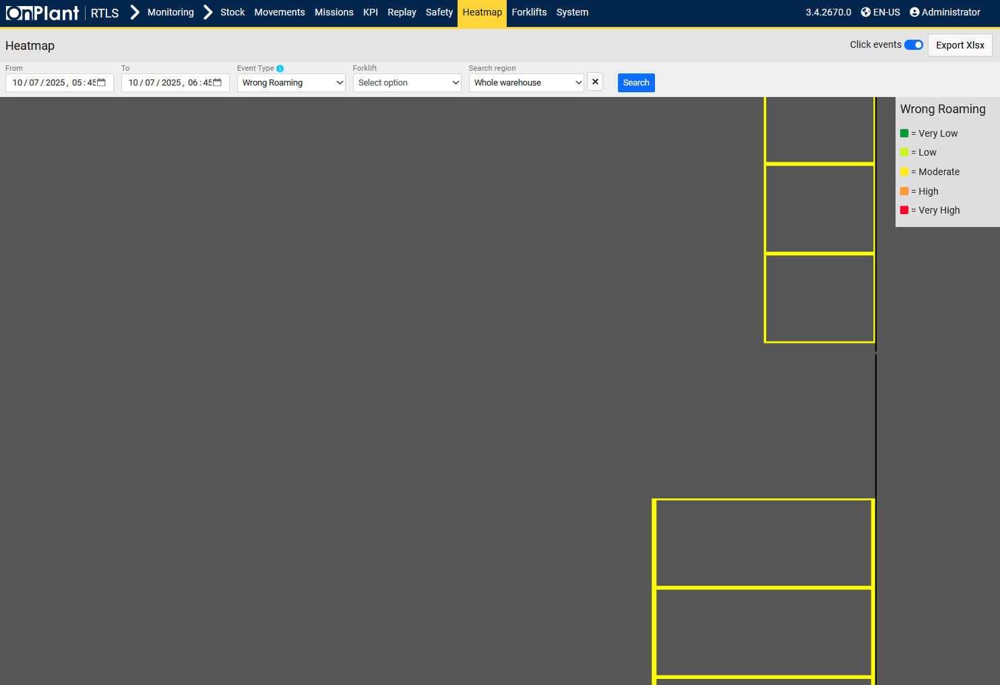 OnPlant RTLS Monitoring Stock Movements Missions KPI Replay Safety Heatmap Forklifts System 3.4.2670.0 EN-US Administrator
Heatmap Click events Export Xlsx
From To Event Type Forklift Search region
10/07/2025, 05:45 10/07/2025, 06:45 Wrong Roaming Select option Whole warehouse × Search
Wrong Roaming
= Very Low
= Low
= Moderate
= High
= Very High